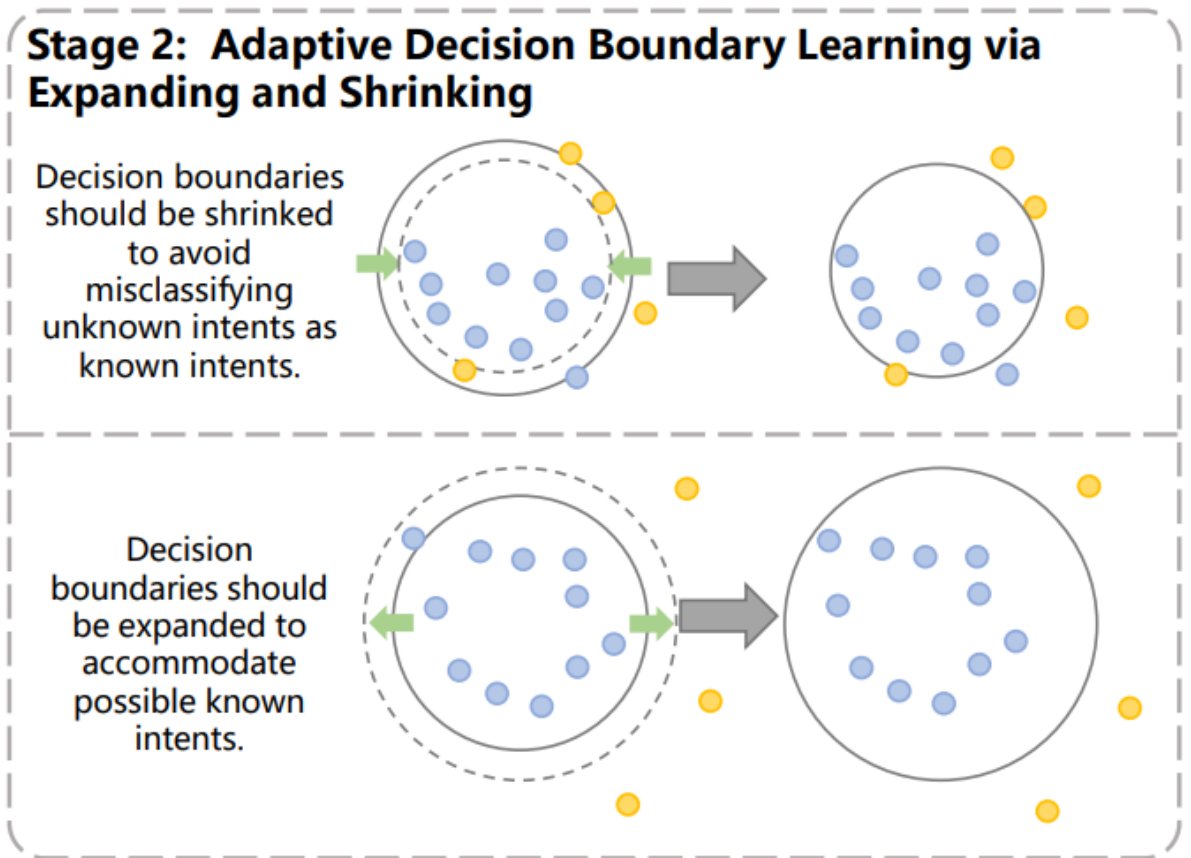 Stage 2:  Adaptive Decision Boundary Learning via
Expanding and Shrinking
Decision boundaries
should be shrinked
to avoid
misclassifying
unknown intents as
known intents.
Decision
boundaries should
be expanded to
accommodate
possible known
intents.